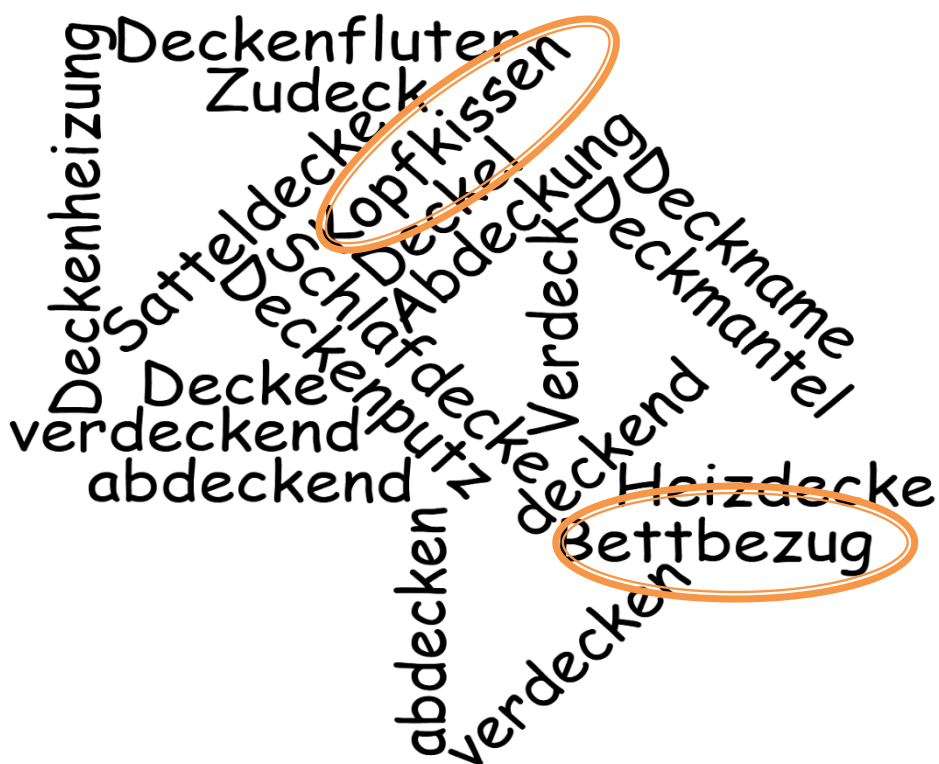 Deckenfluter
Zudeck
Kopfkissen
Deckenheizung
Satteldecke
Deckel
Abdeckung
Deckname
Deckmantel
Schlafdecke
Deckenputz
Verdeck
Decke
verdeckend
abdeckend
deckend
Heizdecke
Bettbezug
abdecken
verdecken